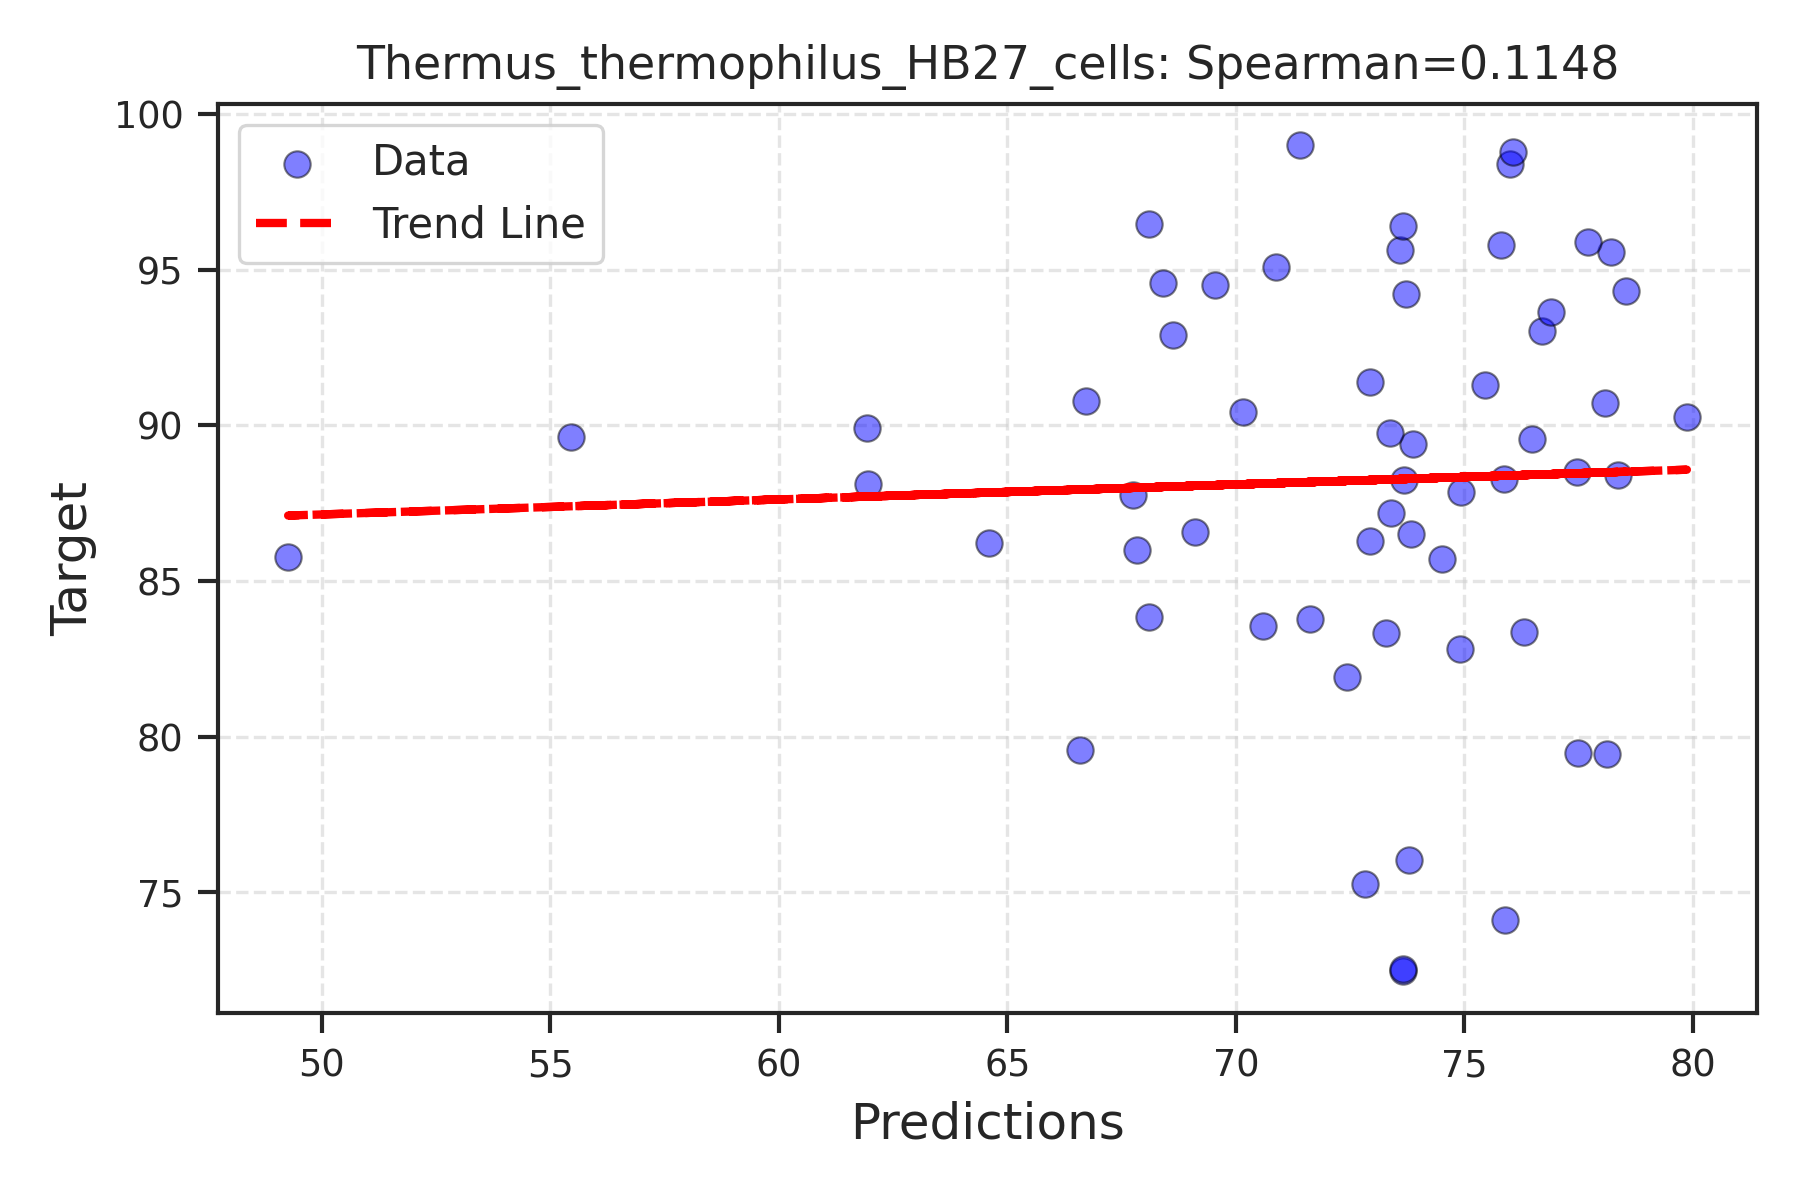 Thermus_thermophilus_HB27_cells: Spearman=0.1148
100
95
90
85
80
75
Target
Data
Trend Line
50 55 60 65 70 75 80
Predictions